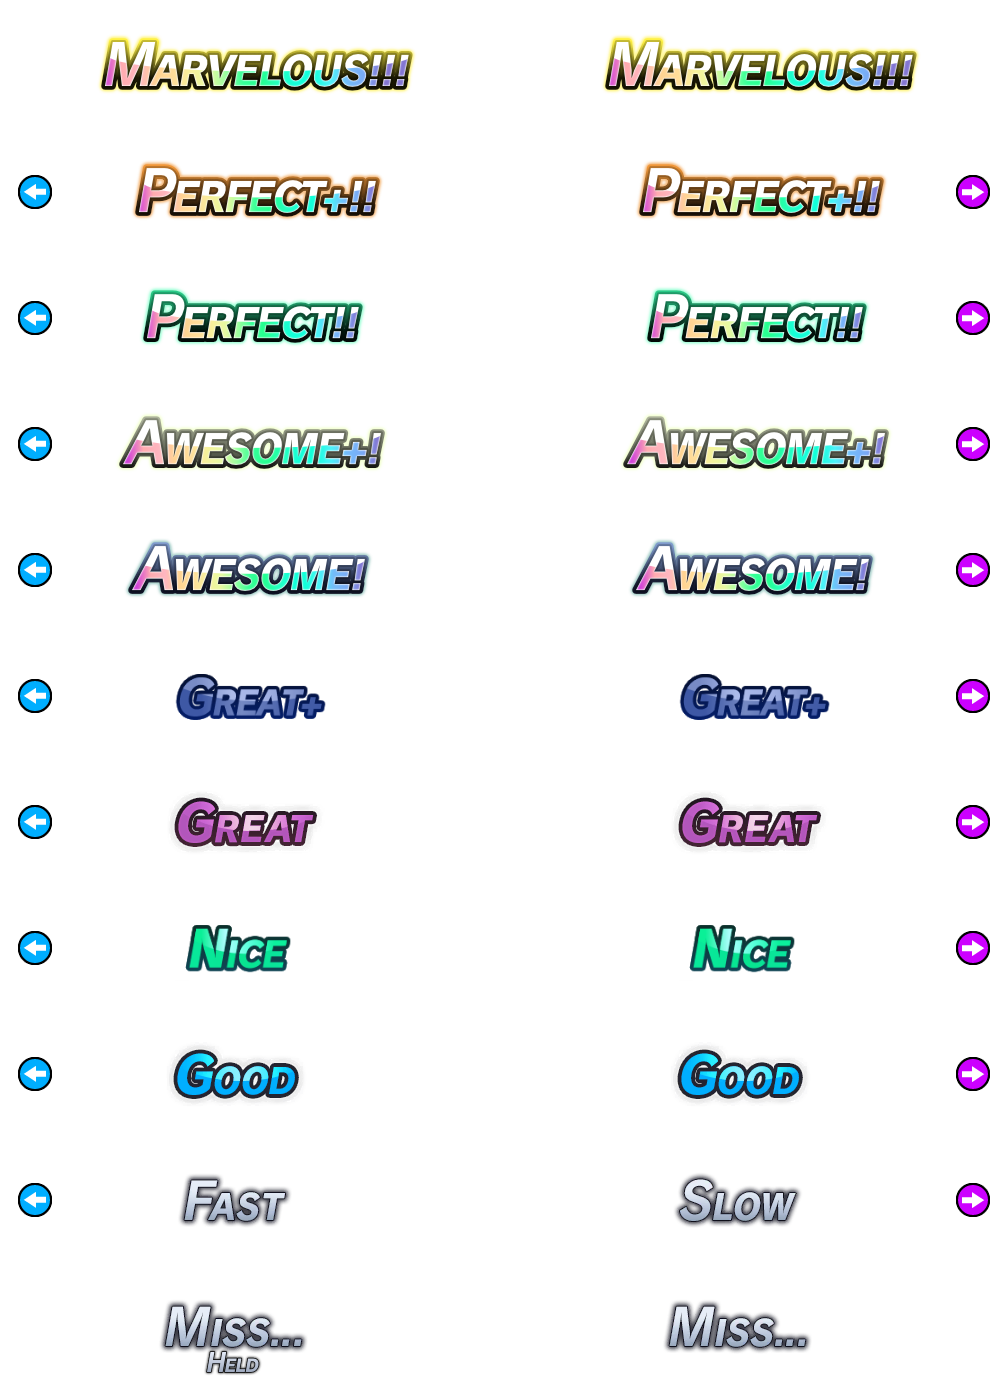 MARVELOUS!!! MARVELOUS!!!
PERFECT+!! PERFECT+!!
PERFECT!! PERFECT!!
AWESOME+! AWESOME+!
AWESOME! AWESOME!
GREAT+ GREAT+
GREAT GREAT
NICE NICE
GOOD GOOD
FAST SLOW
MISS... MISS...
HELD